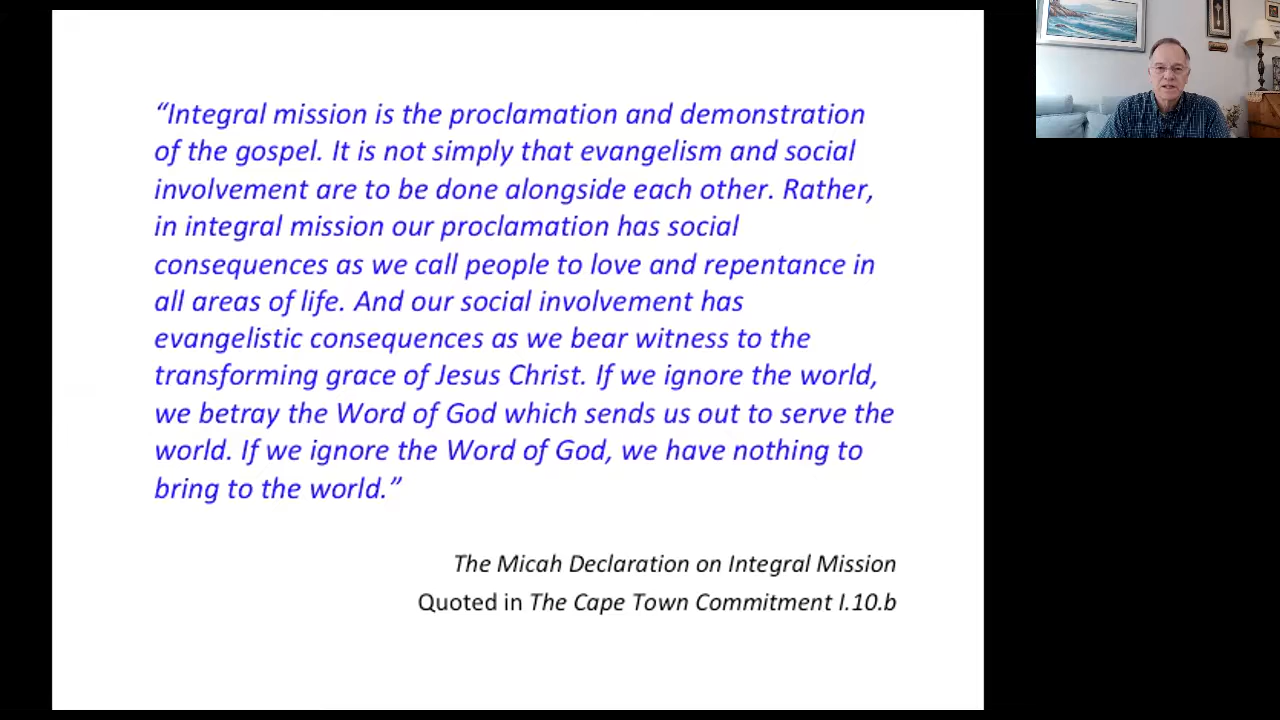 “Integral mission is the proclamation and demonstration
of the gospel. It is not simply that evangelism and social
involvement are to be done alongside each other. Rather,
in integral mission our proclamation has social
consequences as we call people to love and repentance in
all areas of life. And our social involvement has
evangelistic consequences as we bear witness to the
transforming grace of Jesus Christ. If we ignore the world,
we betray the Word of God which sends us out to serve the
world. If we ignore the Word of God, we have nothing to
bring to the world.”
The Micah Declaration on Integral Mission
Quoted in The Cape Town Commitment I.10.b